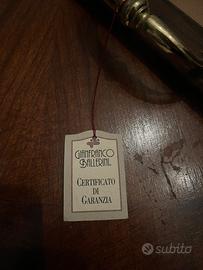 GIANFRANCO
BALLERINI
CERTIFICATO
DI
GARANZIA
subito